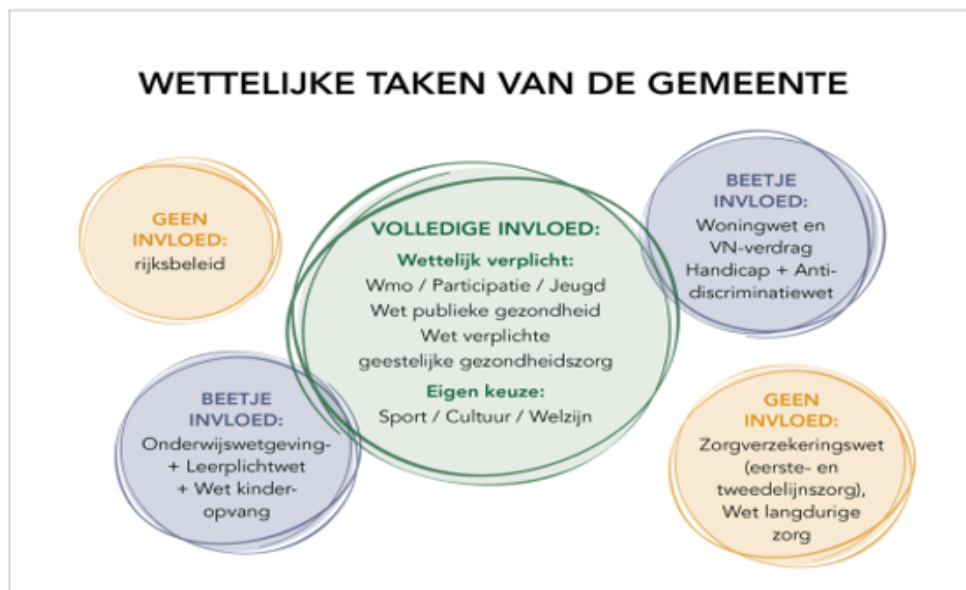 WETTELIJKE TAKEN VAN DE GEMEENTE
GEEN
INVLOED:
rijksbeleid
VOLLEDIGE INVLOED:
Wettelijk verplicht:
Wmo / Participatie / Jeugd
Wet publieke gezondheid
Wet verplichte
geestelijke gezondheidszorg
Eigen keuze:
Sport / Cultuur / Welzijn
BEETJE
INVLOED:
Woningwet en
VN-verdrag
Handicap + Anti-
discriminatiewet
BEETJE
INVLOED:
Onderwijswetgeving-
+ Leerplichtwet
+ Wet kinder-
opvang
GEEN
INVLOED:
Zorgverzekeringswet
(eerste- en
tweedelijnszorg),
Wet langdurige
zorg